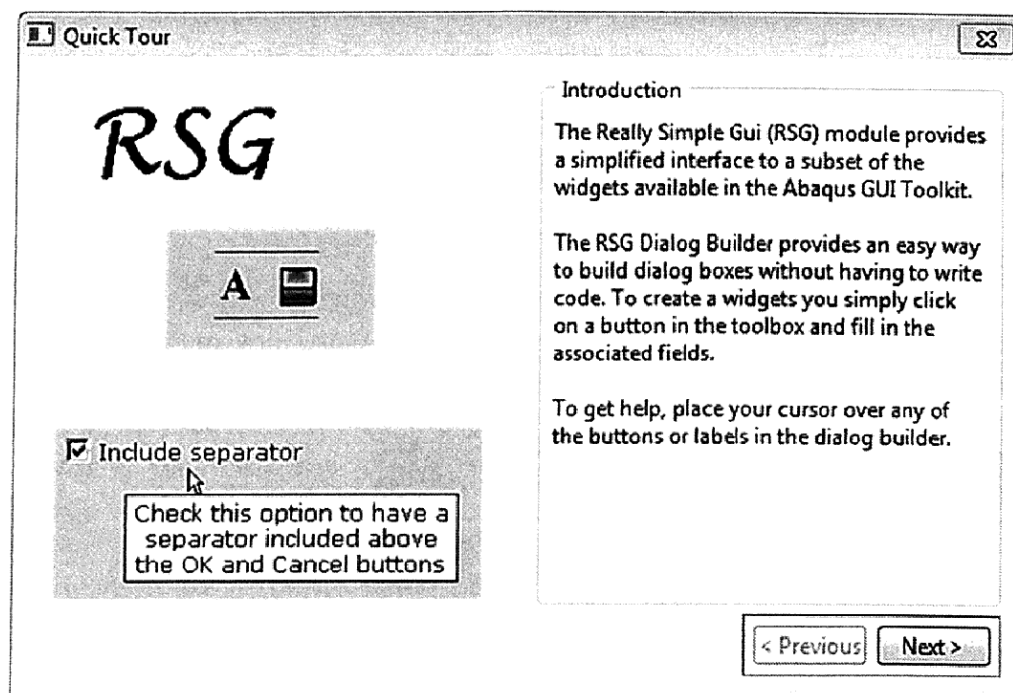 Quick Tour
RSG
A
Include separator
Check this option to have a
separator included above
the OK and Cancel buttons
Introduction
The Really Simple Gui (RSG) module provides
a simplified interface to a subset of the
widgets available in the Abaqus GUI Toolkit.
The RSG Dialog Builder provides an easy way
to build dialog boxes without having to write
code. To create a widgets you simply click
on a button in the toolbox and fill in the
associated fields.
To get help, place your cursor over any of
the buttons or labels in the dialog builder.
< Previous
Next >